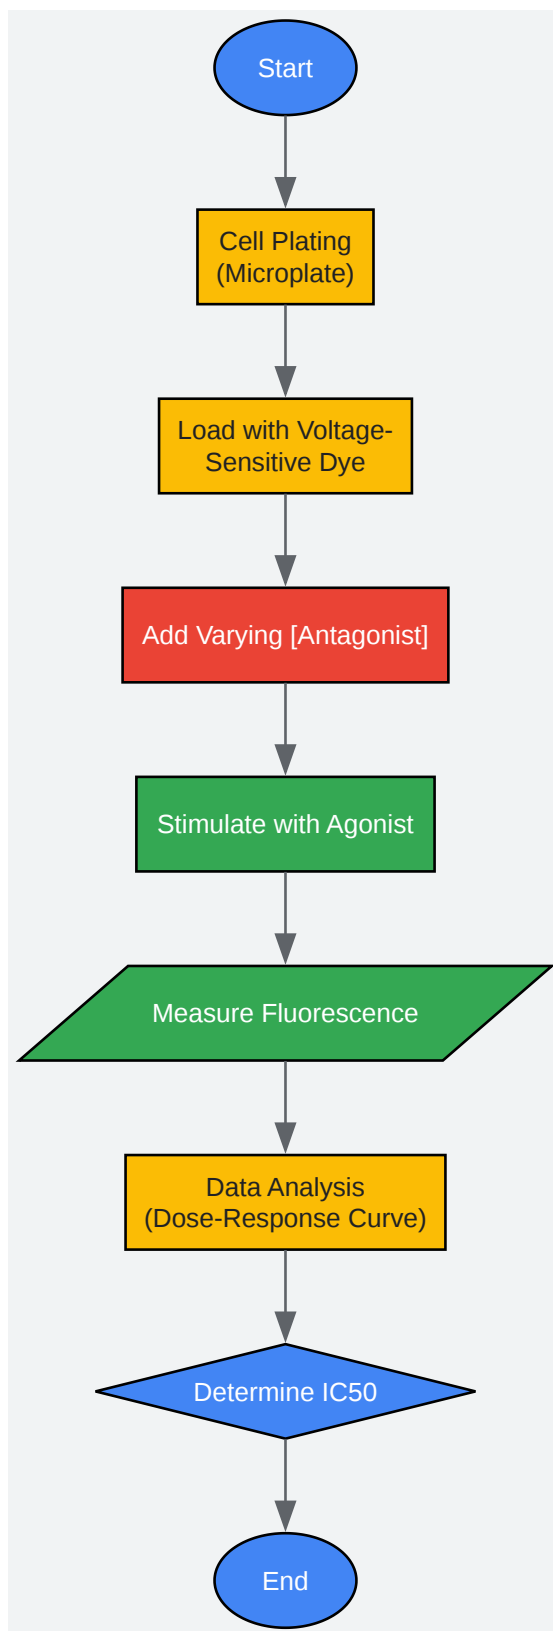 Start
Cell Plating
(Microplate)
Load with Voltage-
Sensitive Dye
Add Varying [Antagonist]
Stimulate with Agonist
Measure Fluorescence
Data Analysis
(Dose-Response Curve)
Determine IC50
End